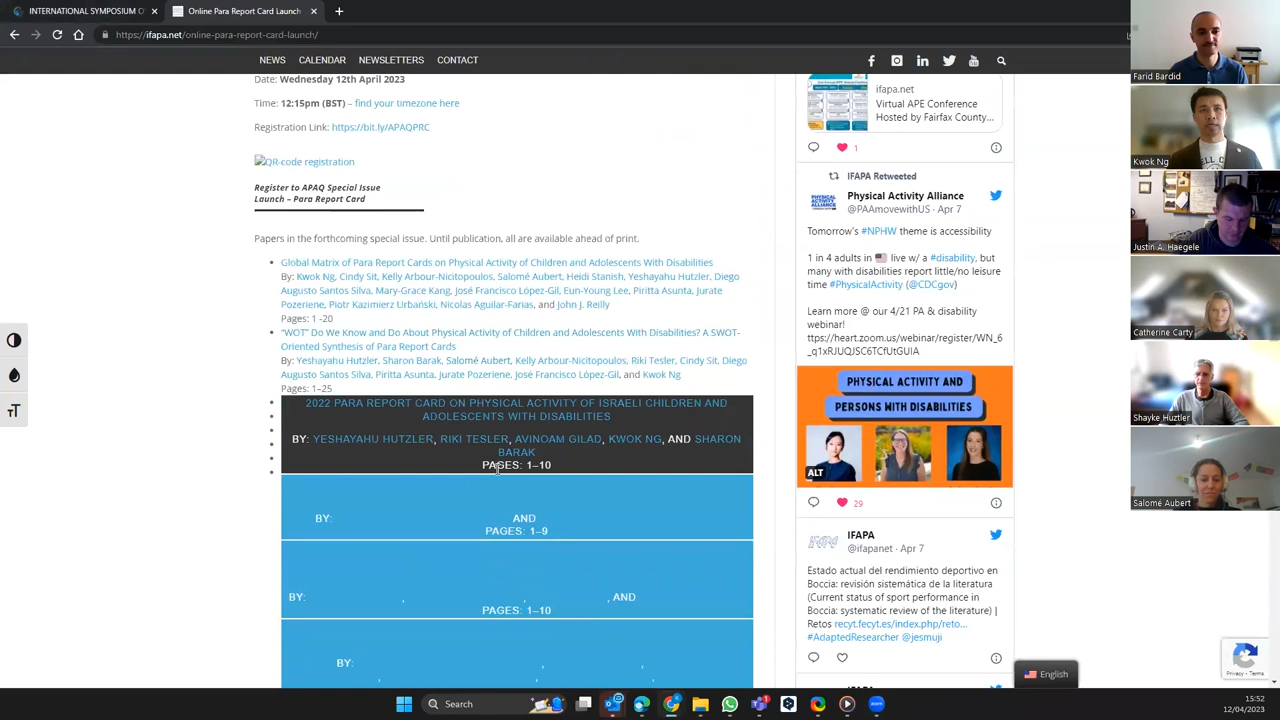 INTERNATIONAL SYMPOSIUM O
Online Para Report Card Launch
https://ifapa.net/online-para-report-card-launch/
NEWS CALENDAR NEWSLETTERS CONTACT
Date: Wednesday 12th April 2023
Time: 12:15pm (BST) – find your timezone here
Registration Link: https://bit.ly/APAQPRC
QR-code registration
Register to APAQ Special Issue
Launch – Para Report Card
Papers in the forthcoming special issue. Until publication, all are available ahead of print.
Global Matrix of Para Report Cards on Physical Activity of Children and Adolescents With Disabilities
By: Kwok Ng, Cindy Sit, Kelly Arbour-Nicitopoulos, Salomé Aubert, Heidi Stanish, Yeshayahu Hutzler, Diego
Augusto Santos Silva, Mary-Grace Kang, José Francisco López-Gil, Eun-Young Lee, Piritta Asunta, Jurate
Pozeriene, Piotr Kazimierz Urbański, Nicolas Aguilar-Farias, and John J. Reilly
Pages: 1 -20
“WOT” Do We Know and Do About Physical Activity of Children and Adolescents With Disabilities? A SWOT-
Oriented Synthesis of Para Report Cards
By: Yeshayahu Hutzler, Sharon Barak, Salomé Aubert, Kelly Arbour-Nicitopoulos, Riki Tesler, Cindy Sit, Diego
Augusto Santos Silva, Piritta Asunta, Jurate Pozeriene, José Francisco López-Gil, and Kwok Ng
Pages: 1–25
2022 PARA REPORT CARD ON PHYSICAL ACTIVITY OF ISRAELI CHILDREN AND
ADOLESCENTS WITH DISABILITIES
BY: YESHAYAHU HUTZLER, RIKI TESLER, AVINOAM GILAD, KWOK NG, AND SHARON
BARAK
PAGES: 1–10
BY: AND
PAGES: 1–9
BY: , , , AND
PAGES: 1–10
BY: , ,
, , ,
ifapa.net
Virtual APE Conference
Hosted by Fairfax County...
1
IFAPA Retweeted
Physical Activity Alliance
@PAAmovewithUS · Apr 7
Tomorrow's #NPHW theme is accessibility
1 in 4 adults in 🇺🇸 live w/ a #disability, but
many with disabilities report little/no leisure
time #PhysicalActivity (@CDCgov)
Learn more @ our 4/21 PA & disability
webinar!
ttps://heart.zoom.us/webinar/register/WN_6
_q1xRJUQJSC6TCfUtGUIA
PHYSICAL ACTIVITY AND
PERSONS WITH DISABILITIES
ALT
29
IFAPA
@ifapanet · Apr 7
Estado actual del rendimiento deportivo en
Boccia: revisión sistemática de la literatura
(Current status of sport performance in
Boccia: systematic review of the literature) |
Retos recyt.fecyt.es/index.php/reto...
#AdaptedResearcher @jesmuji
IFAPA
Privacy - Terms
English
Farid Bardid
Kwok Ng
Justin A. Haegele
Catherine Carty
Shayke Huztler
Salomé Aubert
Search
15:52
12/04/2023